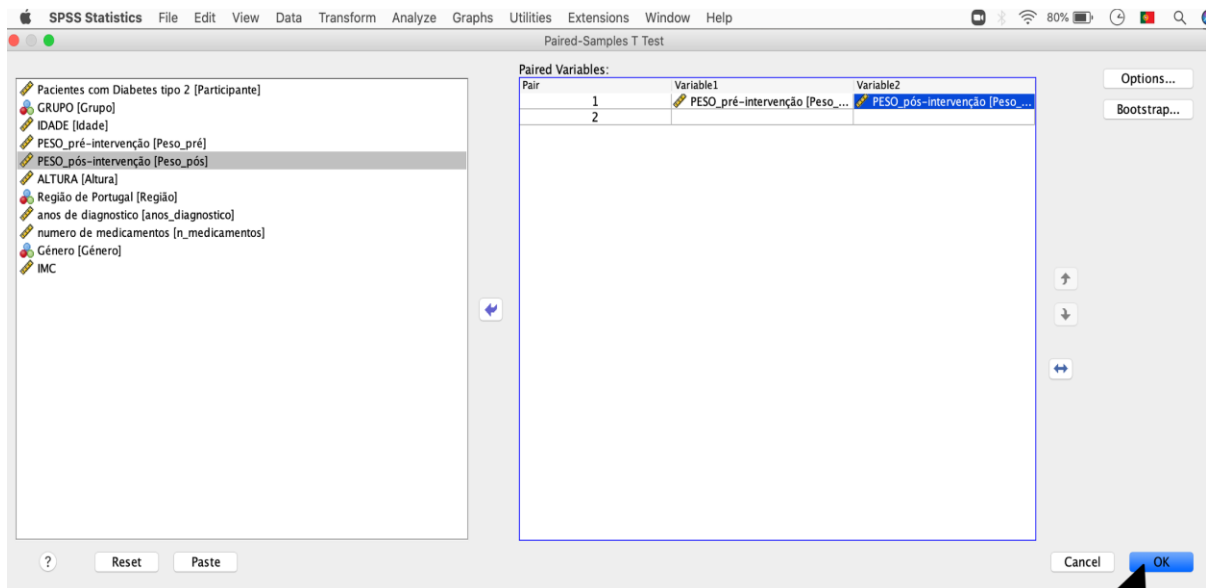 SPSS Statistics File Edit View Data Transform Analyze Graphs Utilities Extensions Window Help 80%
Paired-Samples T Test
Pacientes com Diabetes tipo 2 [Participante]
GRUPO [Grupo]
IDADE [Idade]
PESO_pré-intervenção [Peso_pré]
PESO_pós-intervenção [Peso_pós]
ALTURA [Altura]
Região de Portugal [Região]
anos de diagnostico [anos_diagnostico]
numero de medicamentos [n_medicamentos]
Género [Género]
IMC
Paired Variables:
Pair Variable1 Variable2
1 PESO_pré-intervenção [Peso_... PESO_pós-intervenção [Peso_...
2
Options...
Bootstrap...
? Reset Paste Cancel OK